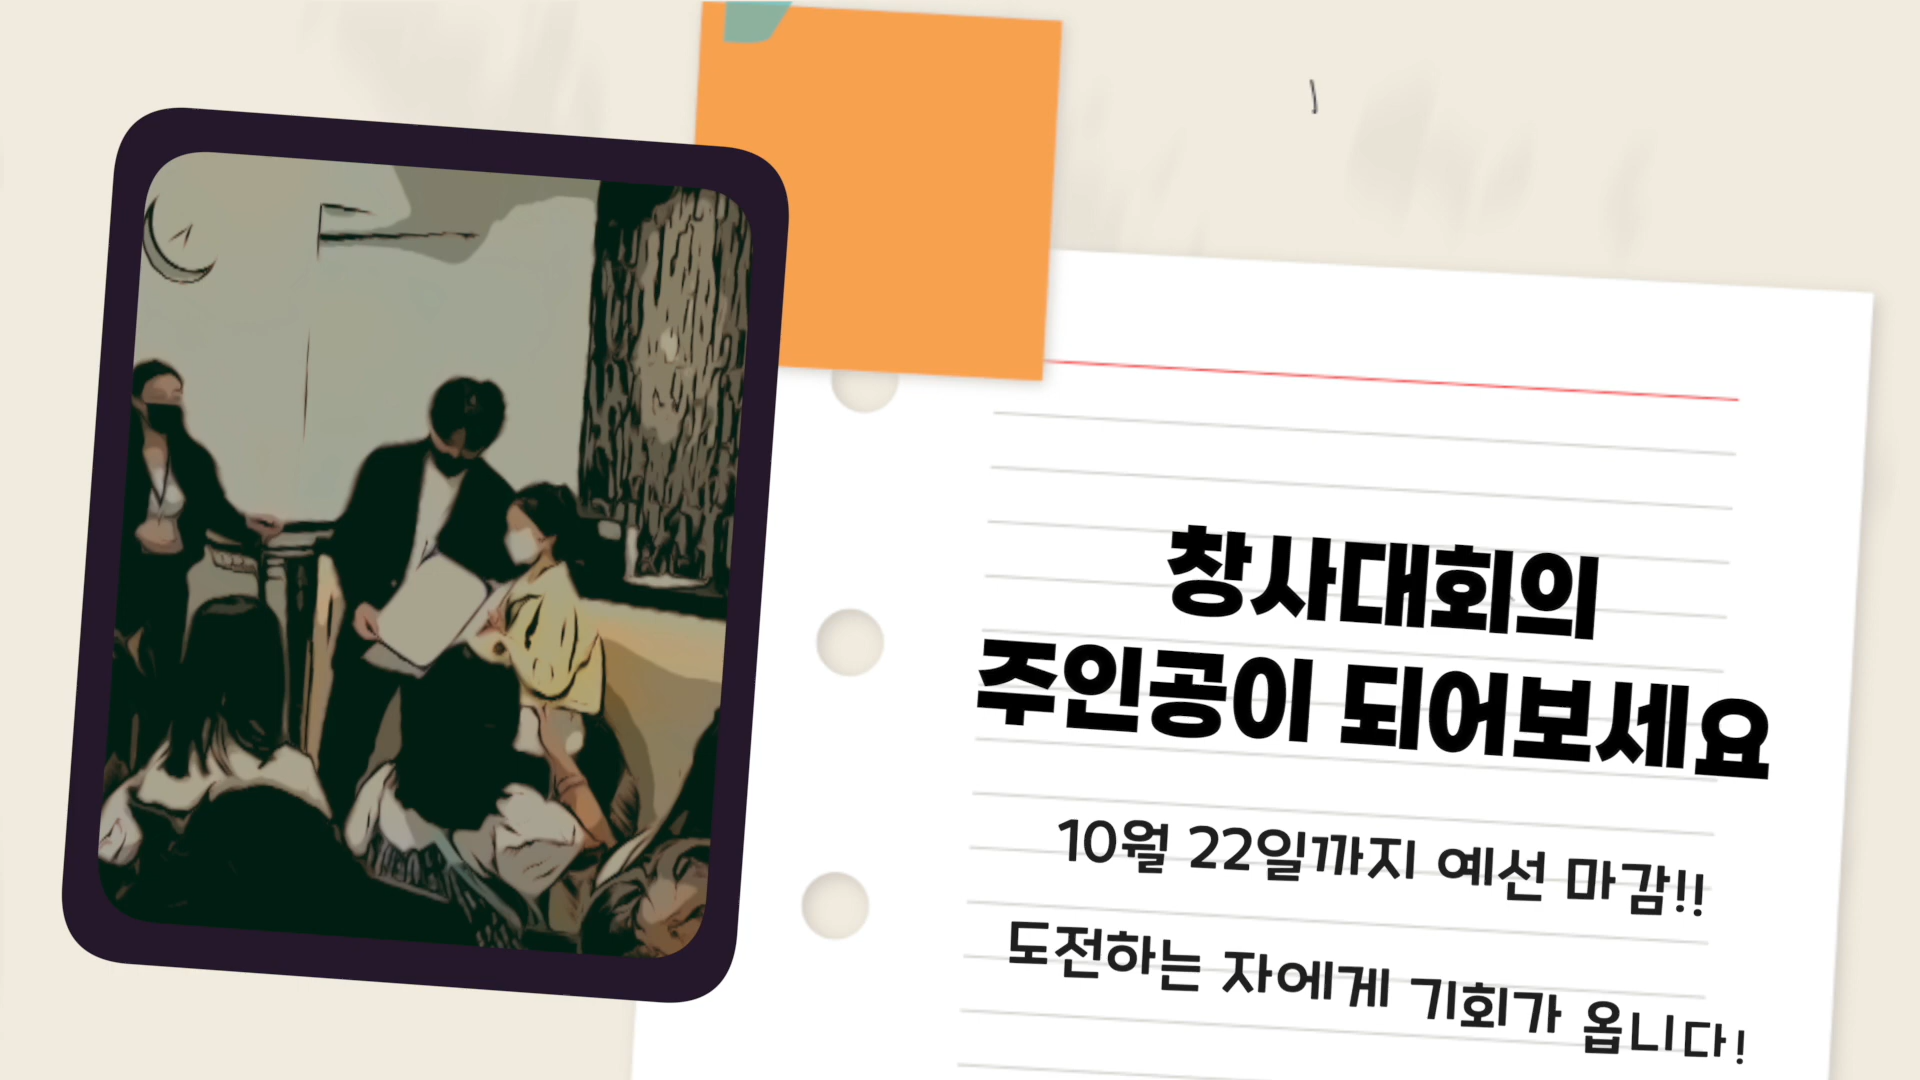 창사대회의
주인공이 되어보세요
10월 22일까지 예선 마감!!
도전하는 자에게 기회가 옵니다!